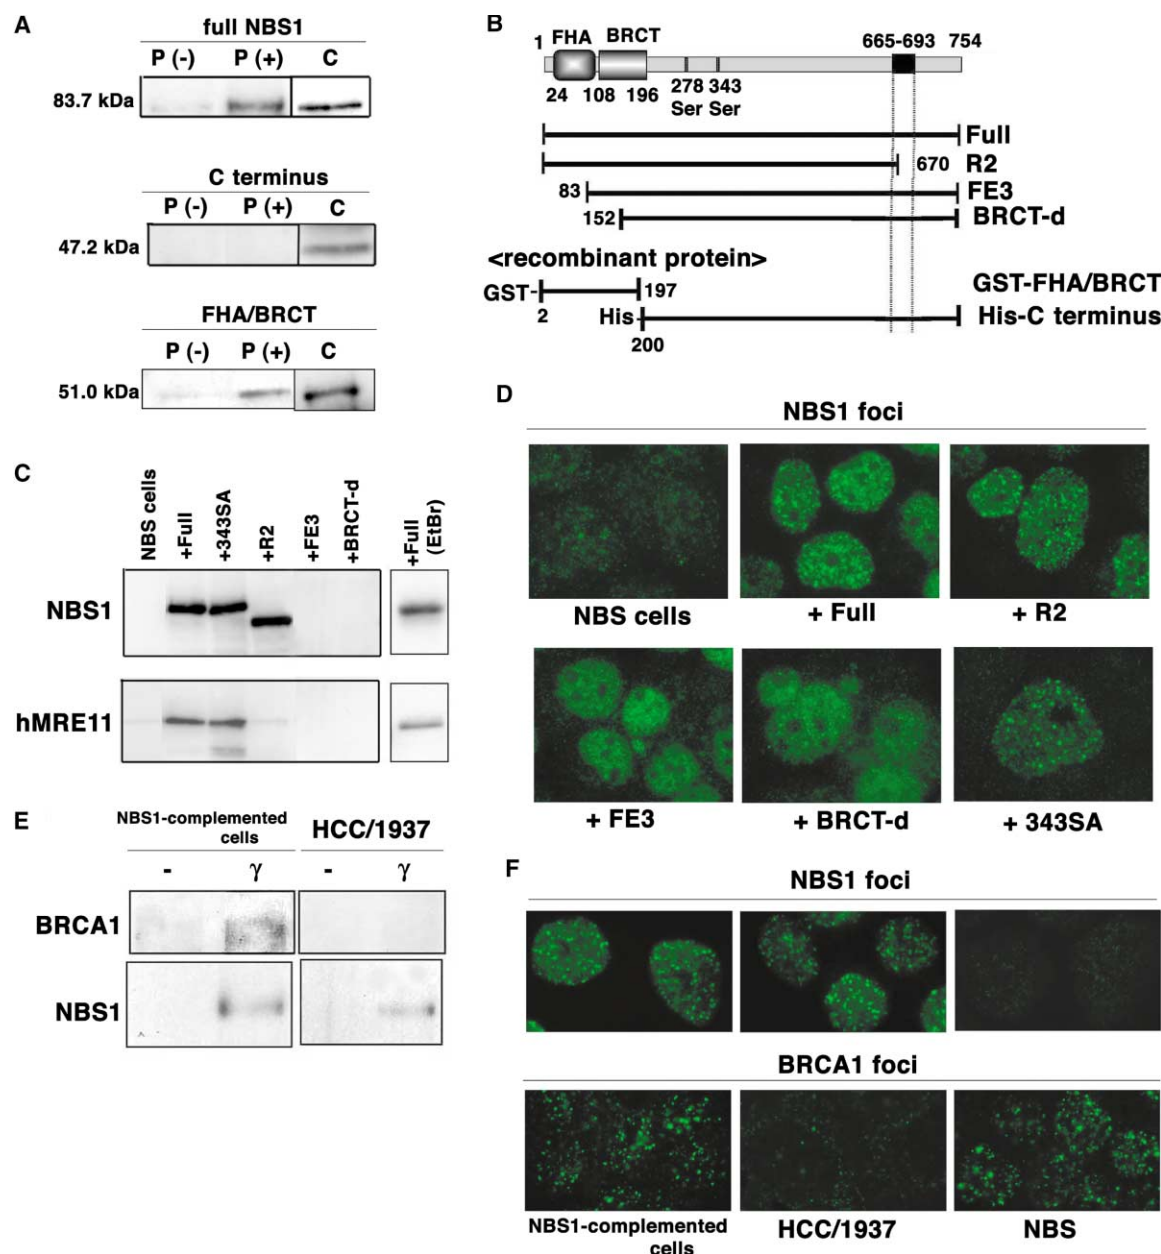 A
full NBS1
P (-) P (+) C
83.7 kDa
C terminus
P (-) P (+) C
47.2 kDa
FHA/BRCT
P (-) P (+) C
51.0 kDa
B
1 FHA BRCT 665-693 754
24 108 196 278 343
Ser Ser
Full
R2
670
83 FE3
152 BRCT-d
<recombinant protein>
GST- 197 GST-FHA/BRCT
2 His His-C terminus
200
C
NBS cells
+Full
+343SA
+R2
+FE3
+BRCT-d
+Full
(EtBr)
NBS1
hMRE11
D
NBS1 foci
NBS cells + Full + R2
+ FE3 + BRCT-d + 343SA
E
NBS1-complemented
cells
HCC/1937
- γ - γ
BRCA1
NBS1
F
NBS1 foci
BRCA1 foci
NBS1-complemented
cells
HCC/1937
NBS